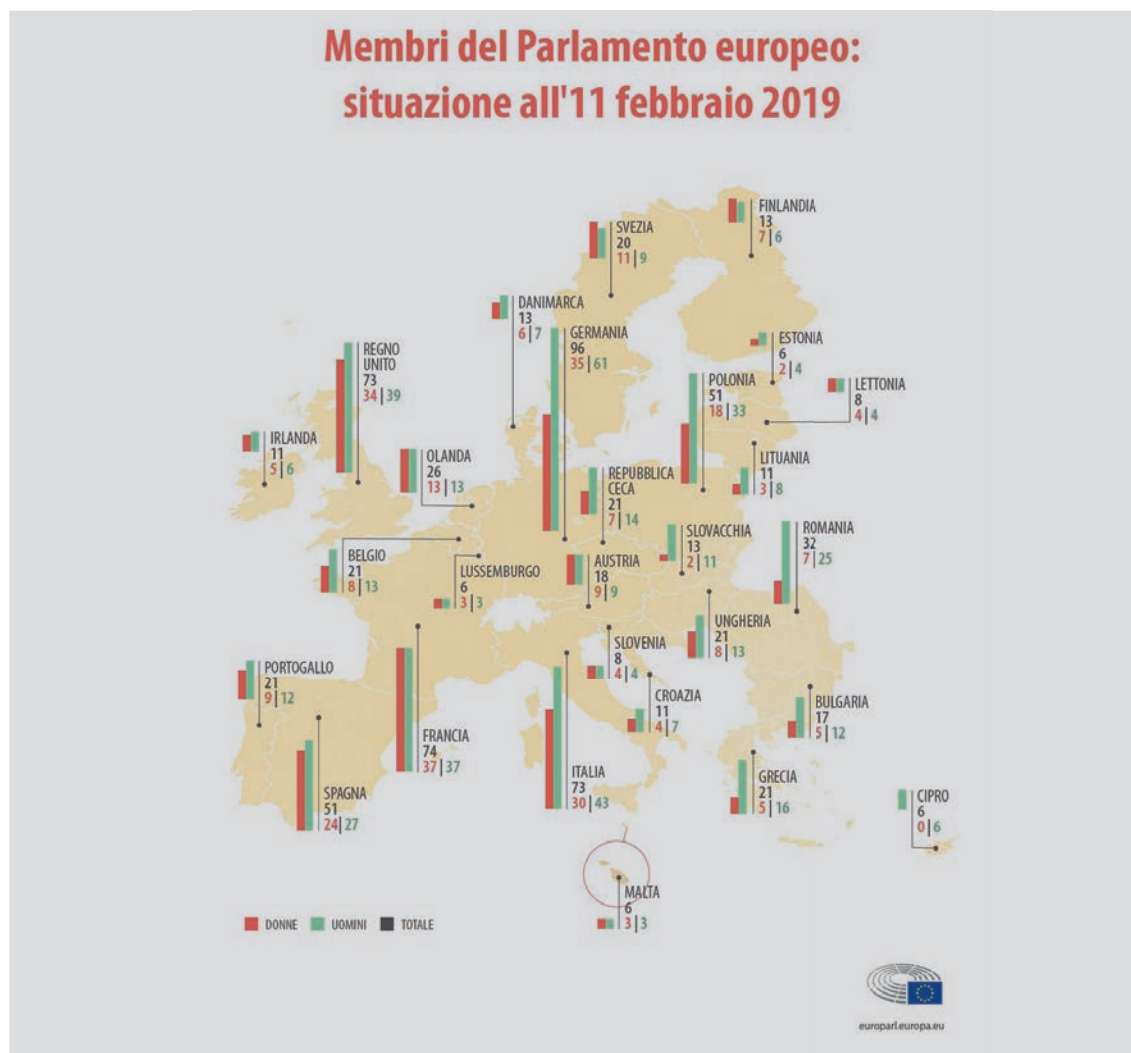 Membri del Parlamento europeo:
situazione all'11 febbraio 2019
FINLANDIA
13
7|6
SVEZIA
20
11|9
DANIMARCA
13
6|7
GERMANIA
96
35|61
ESTONIA
6
2|4
REGNO
UNITO
73
34|39
POLONIA
51
18|33
LETTONIA
8
4|4
IRLANDA
11
5|6
OLANDA
26
13|13
LITUANIA
11
3|8
REPUBBLICA
CECA
21
7|14
SLOVACCHIA
13
2|11
ROMANIA
32
7|25
BELGIO
21
8|13
LUSSEMBURGO
6
3|3
AUSTRIA
18
9|9
UNGHERIA
21
8|13
SLOVENIA
8
4|4
PORTOGALLO
21
9|12
CROAZIA
11
4|7
BULGARIA
17
5|12
FRANCIA
74
37|37
ITALIA
73
30|43
GRECIA
21
5|16
SPAGNA
51
24|27
CIPRO
6
0|6
MALTA
6
3|3
DONNE UOMINI TOTALE
europarl.europa.eu